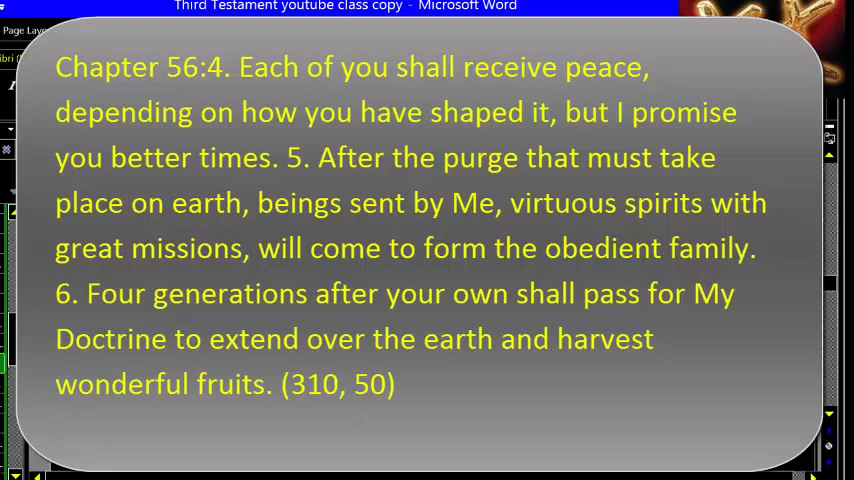 Third Testament youtube class copy - Microsoft Word
Page Layo
Chapter 56:4. Each of you shall receive peace,
depending on how you have shaped it, but I promise
you better times. 5. After the purge that must take
place on earth, beings sent by Me, virtuous spirits with
great missions, will come to form the obedient family.
6. Four generations after your own shall pass for My
Doctrine to extend over the earth and harvest
wonderful fruits. (310, 50)